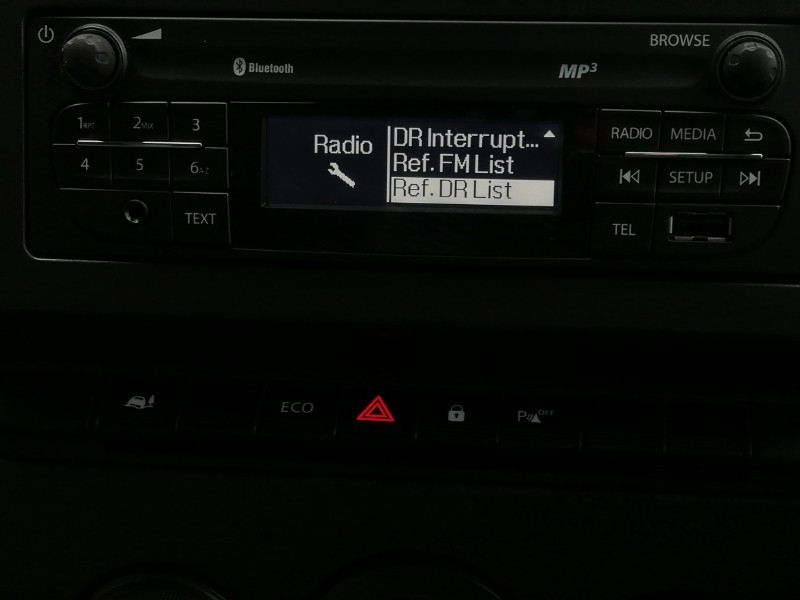 BROWSE
Bluetooth
MP3
1RPT
2MIX
3
Radio
DR Interrupt...
Ref. FM List
Ref. DR List
RADIO
MEDIA
4
5
6AZ
SETUP
TEXT
TEL
ECO
P OFF